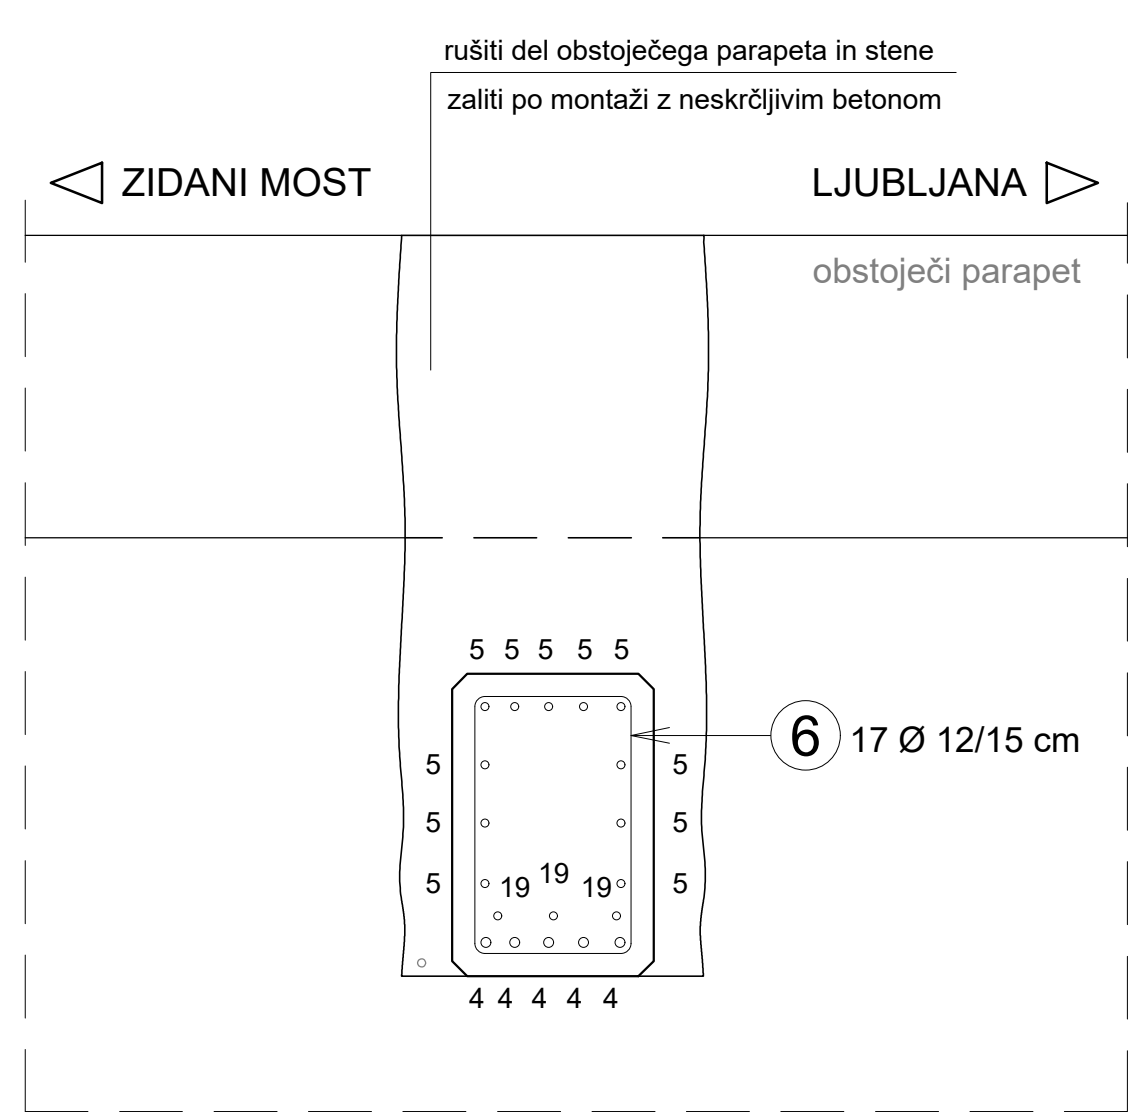 rušiti del obstoječega parapeta in stene
zaliti po montaži z neskrčljivim betonom
ZIDANI MOST
LJUBLJANA
obstoječi parapet
5 5 5 5 5
6 17 Ø 12/15 cm
5 5
5 5
5 19 19 19 5
4 4 4 4 4